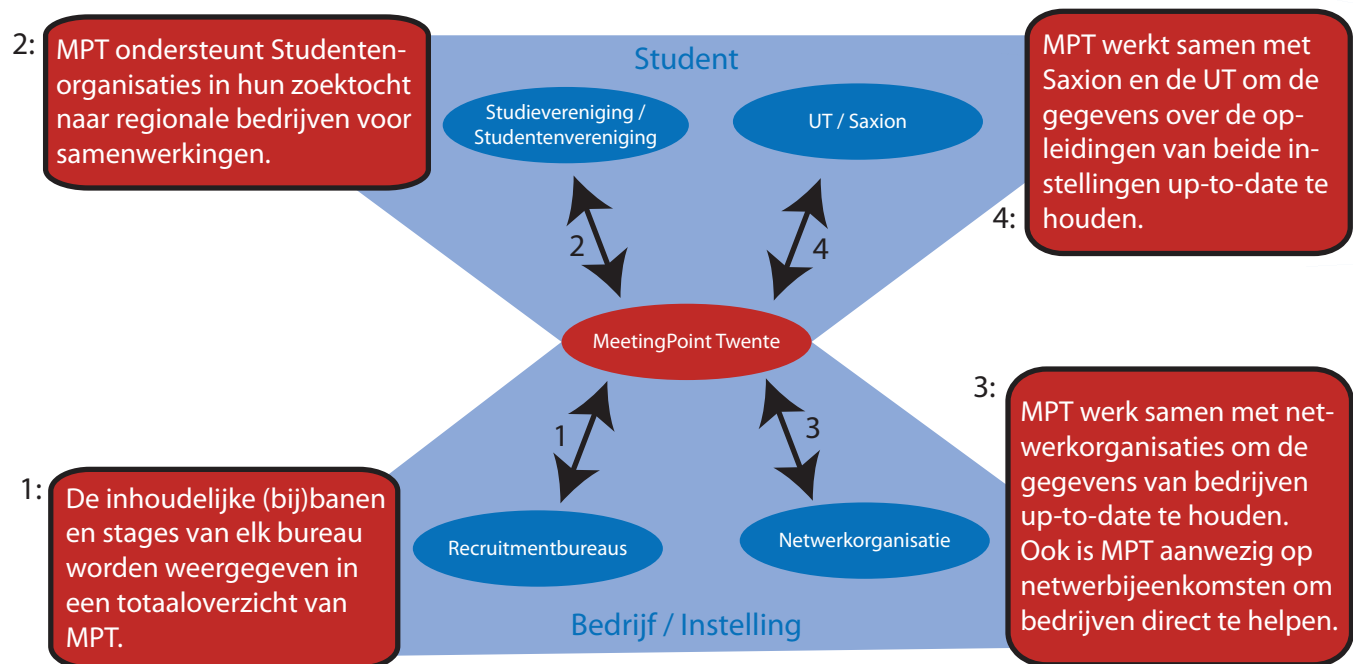 2:
MPT ondersteunt Studenten-
organisaties in hun zoektocht
naar regionale bedrijven voor
samenwerkingen.
Student
Studievereniging /
Studentenvereniging
UT / Saxion
4:
MPT werkt samen met
Saxion en de UT om de
gegevens over de op-
leidingen van beide in-
stellingen up-to-date te
houden.
2
4
MeetingPoint Twente
1
3
1:
De inhoudelijke (bij)banen
en stages van elk bureau
worden weergegeven in
een totaaloverzicht van
MPT.
Recruitmentbureaus
Netwerkorganisatie
Bedrijf / Instelling
3:
MPT werk samen met net-
werkorganisaties om de
gegevens van bedrijven
up-to-date te houden.
Ook is MPT aanwezig op
netwerbijeenkomsten om
bedrijven direct te helpen.